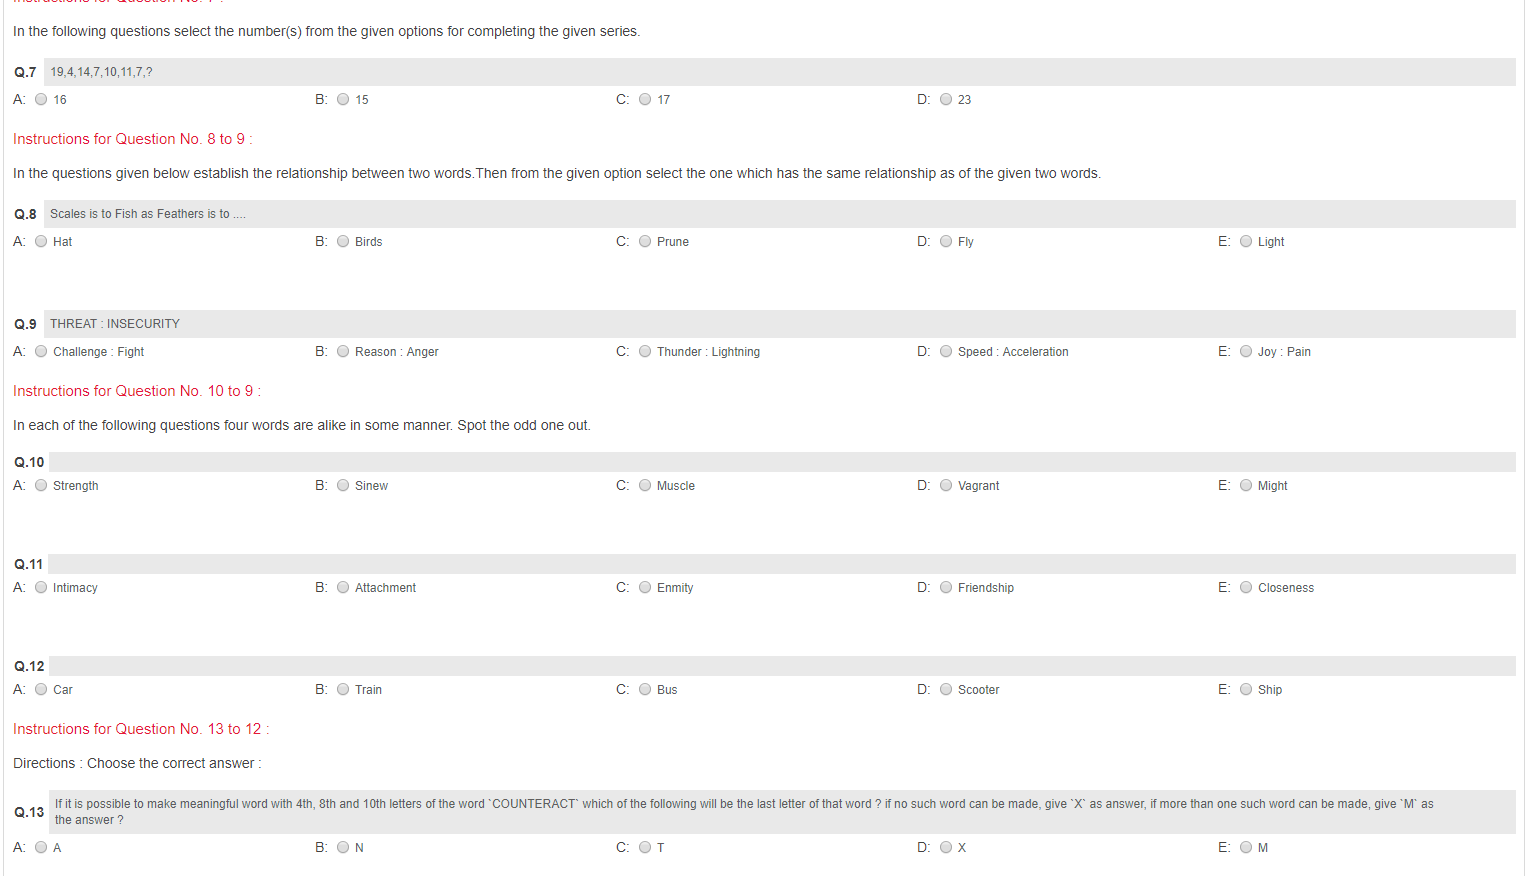 Instructions for Question No. 7 :
In the following questions select the number(s) from the given options for completing the given series.
Q.7 19,4,14,7,10,11,7,?
A: 16 B: 15 C: 17 D: 23
Instructions for Question No. 8 to 9 :
In the questions given below establish the relationship between two words.Then from the given option select the one which has the same relationship as of the given two words.
Q.8 Scales is to Fish as Feathers is to ....
A: Hat B: Birds C: Prune D: Fly E: Light
Q.9 THREAT : INSECURITY
A: Challenge : Fight B: Reason : Anger C: Thunder : Lightning D: Speed : Acceleration E: Joy : Pain
Instructions for Question No. 10 to 9 :
In each of the following questions four words are alike in some manner. Spot the odd one out.
Q.10
A: Strength B: Sinew C: Muscle D: Vagrant E: Might
Q.11
A: Intimacy B: Attachment C: Enmity D: Friendship E: Closeness
Q.12
A: Car B: Train C: Bus D: Scooter E: Ship
Instructions for Question No. 13 to 12 :
Directions : Choose the correct answer :
Q.13 If it is possible to make meaningful word with 4th, 8th and 10th letters of the word `COUNTERACT` which of the following will be the last letter of that word ? if no such word can be made, give `X` as answer, if more than one such word can be made, give `M` as
the answer ?
A: A B: N C: T D: X E: M